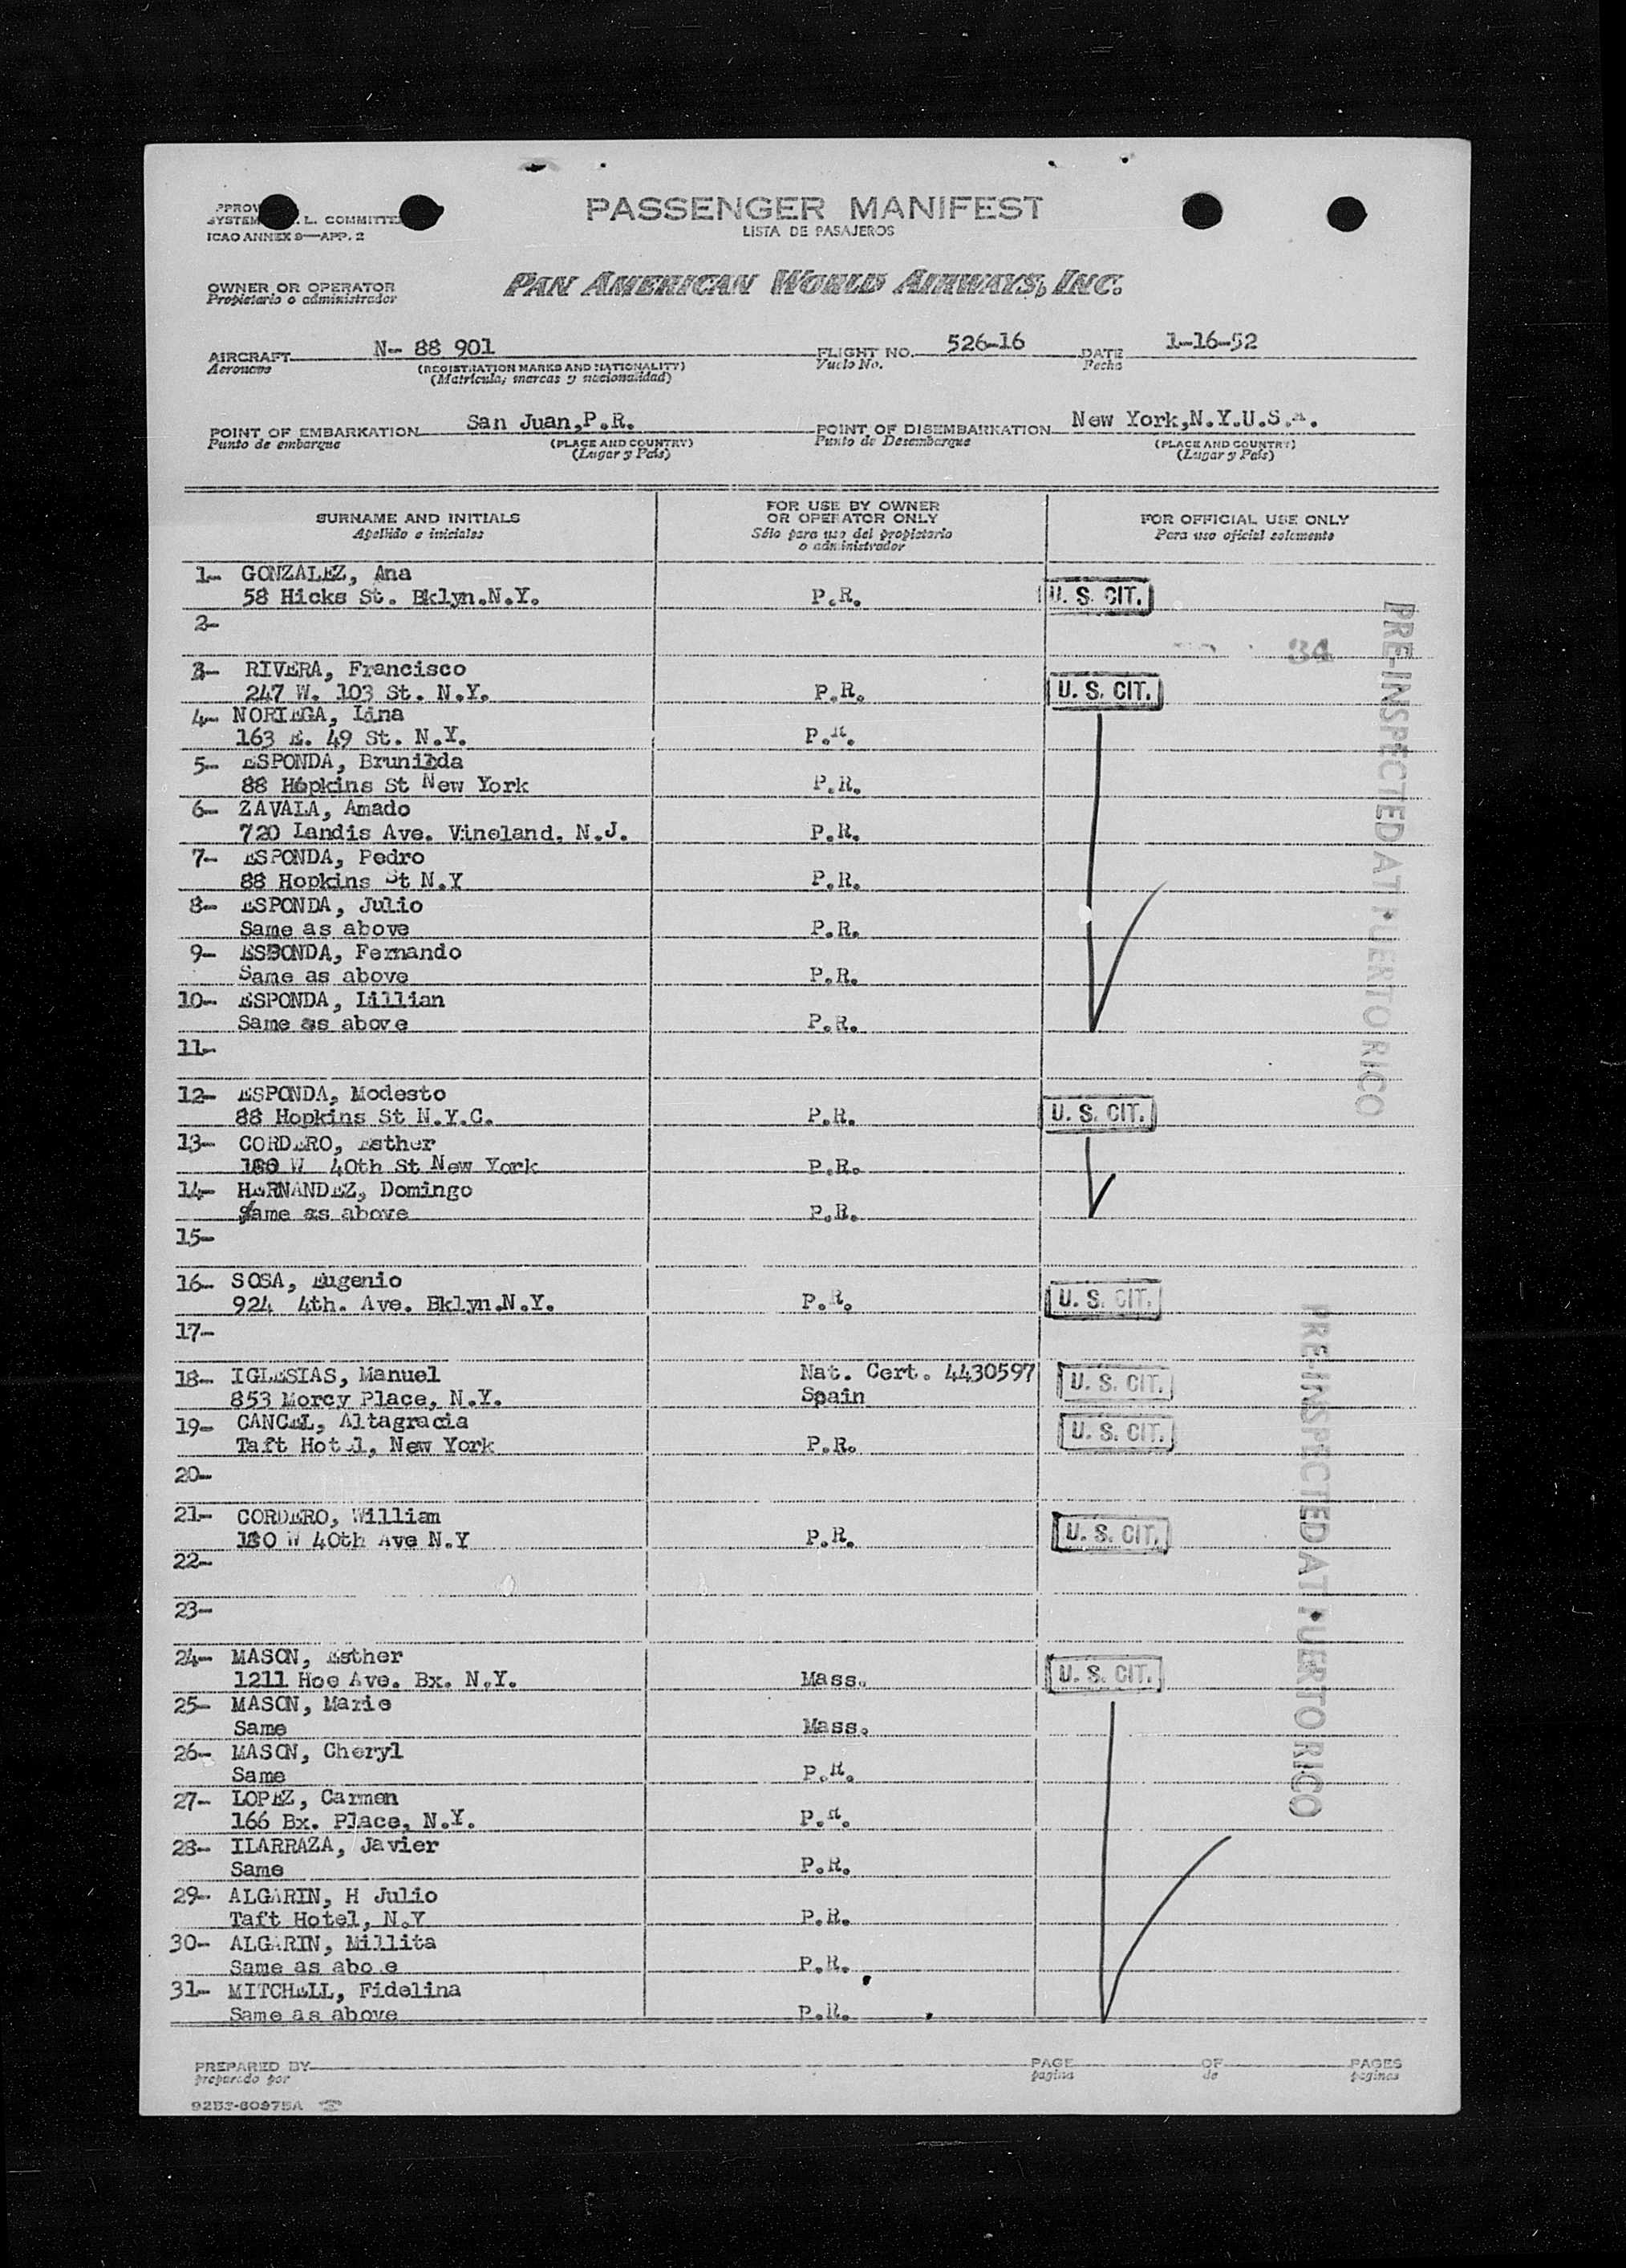 PASSENGER MANIFEST
LISTA DE PASAJEROS
L. COMMITTEE
ICAO ANNEX 9—APP. 2
OWNER OR OPERATOR
Propietario o administrador
PAN AMERICAN WORLD AIRWAYS, INC.
AIRCRAFT N- 88 901 FLIGHT NO. 526-16 DATE 1-16-52
Aeronave (REGISTRATION MARKS AND NATIONALITY) Vuelo No. Fecha
(Matrícula, marcas y nacionalidad)
POINT OF EMBARKATION San Juan,P.R. POINT OF DISEMBARKATION New York,N.Y.U.S.A.
Punto de embarque (PLACE AND COUNTRY) Punto de Desembarque (PLACE AND COUNTRY)
(Lugar y País) (Lugar y País)
SURNAME AND INITIALS FOR USE BY OWNER OR OPERATOR ONLY FOR OFFICIAL USE ONLY
Apellido e iniciales Sólo para uso del propietario o administrador Para uso oficial solamente
1- GONZALEZ, Ana
58 Hicks St. Bklyn.N.Y. P.R. U. S. CIT.
2-
34
3- RIVERA, Francisco
247 W. 103 St. N.Y. P.R. U. S. CIT.
4- NORIEGA, Lina
163 E. 49 St. N.Y. P.R.
5- ESPONDA, Brunilda
88 Hopkins St New York P.R.
6- ZAVALA, Amado
720 Landis Ave. Vineland, N.J. P.R.
7- ESPONDA, Pedro
88 Hopkins St N.Y P.R.
8- ESPONDA, Julio
Same as above P.R.
9- ESPONDA, Fernando
Same as above P.R.
10- ESPONDA, Lillian
Same as above P.R.
11-
12- ESPONDA, Modesto
88 Hopkins St N.Y.C. P.R. U. S. CIT.
13- CORDERO, Esther
180 W 40th St New York P.R.
14- HERNANDEZ, Domingo
Same as above P.R.
15-
16- SOSA, Eugenio
924 4th. Ave. Bklyn.N.Y. P.R. U. S. CIT.
17-
18- IGLESIAS, Manuel Nat. Cert. 4430597
853 Morcy Place, N.Y. Spain U. S. CIT.
19- CANCEL, Altagracia
Taft Hotel, New York P.R. U. S. CIT.
20-
21- CORDERO, William
180 W 40th Ave N.Y P.R. U. S. CIT.
22-
23-
24- MASON, Esther
1211 Hoe Ave. Bx. N.Y. Mass. U. S. CIT.
25- MASON, Marie
Same Mass.
26- MASON, Cheryl
Same P.R.
27- LOPEZ, Carmen
166 Bx. Place, N.Y. P.R.
28- ILARRAZA, Javier
Same P.R.
29- ALGARIN, H Julio
Taft Hotel, N.Y P.R.
30- ALGARIN, Millita
Same as above P.R.
31- MITCHELL, Fidelina
Same as above P.R.
PRE-INSPECTED AT PUERTO RICO
PRE-INSPECTED AT PUERTO RICO
PREPARED BY PAGE OF PAGES
preparado por página de páginas